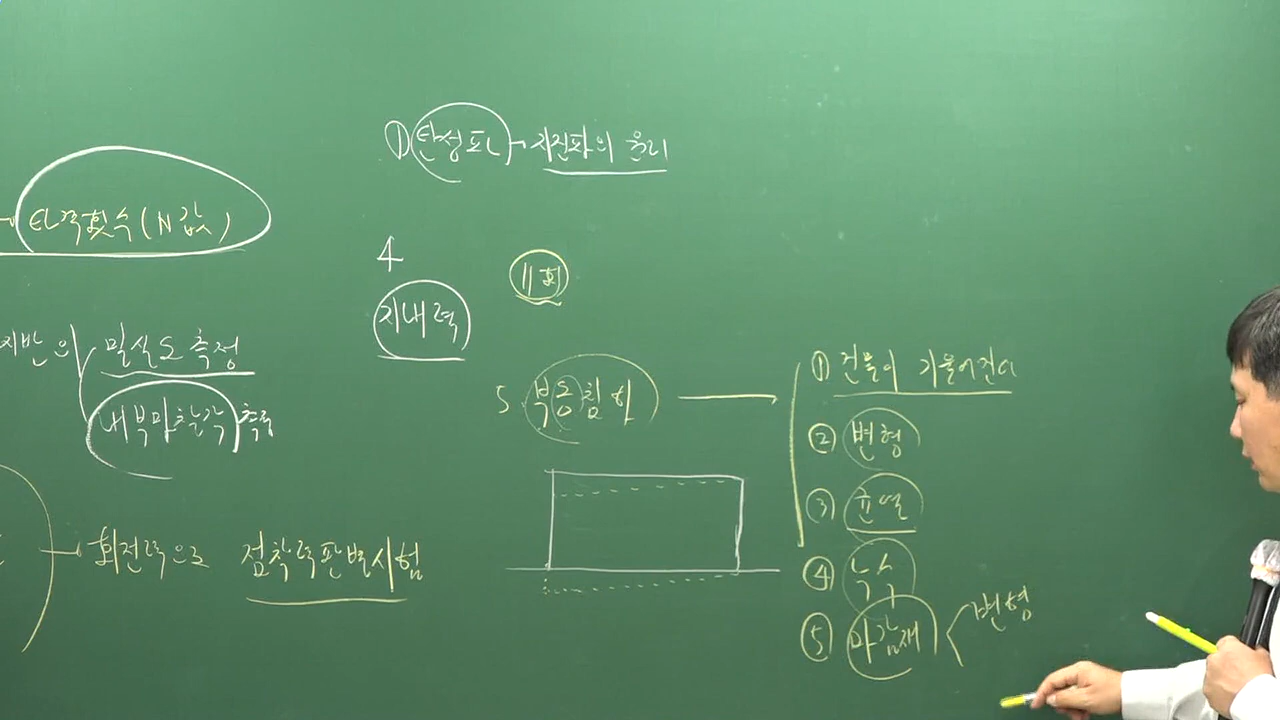 타격횟수(N값)
지반의 밀실도 측정
내부마찰각 측정
회전력으로 점착력판별시험
① 탄성파 지진파의 원리
4
지내력
11회
5. 부동침하
① 건물이 기울어진다
② 변형
③ 균열
④ 누수
⑤ 마감재 변형